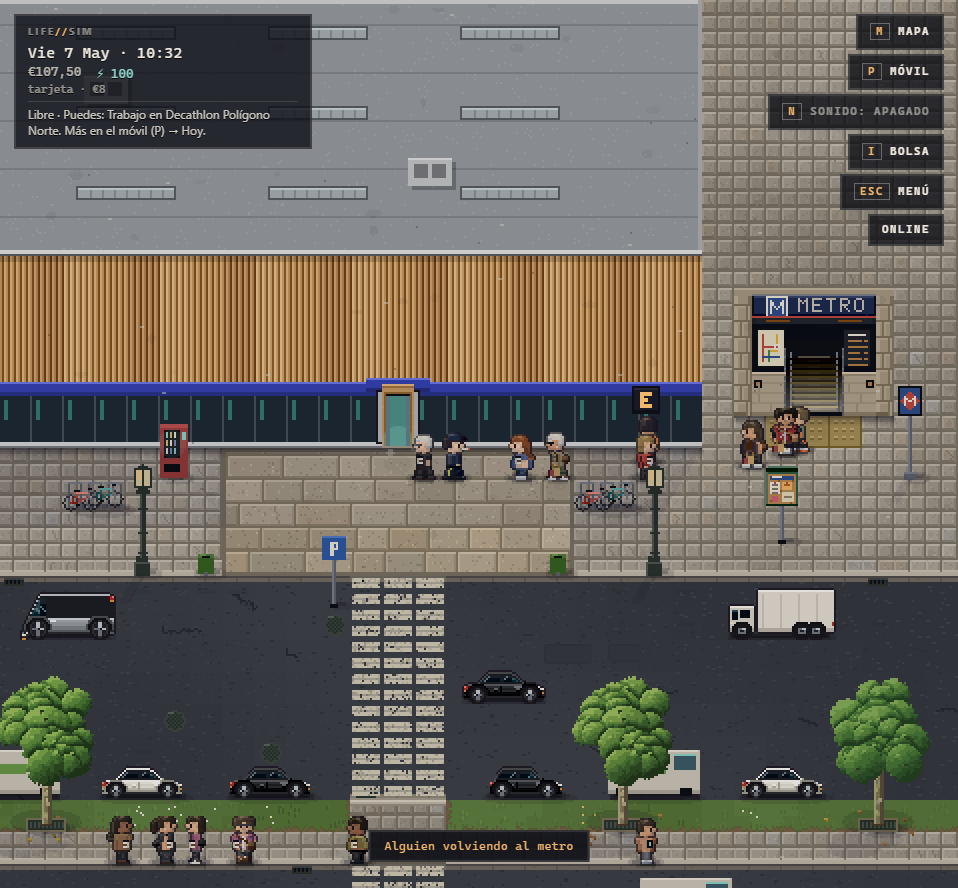 LIFE//SIM
Vie 7 May · 10:32
€107,50 ⚡ 100
tarjeta · €8
Libre · Puedes: Trabajo en Decathlon Polígono
Norte. Más en el móvil (P) → Hoy.
M MAPA
P MÓVIL
N SONIDO: APAGADO
I BOLSA
ESC MENÚ
ONLINE
M METRO
E
M
P
Alguien volviendo al metro